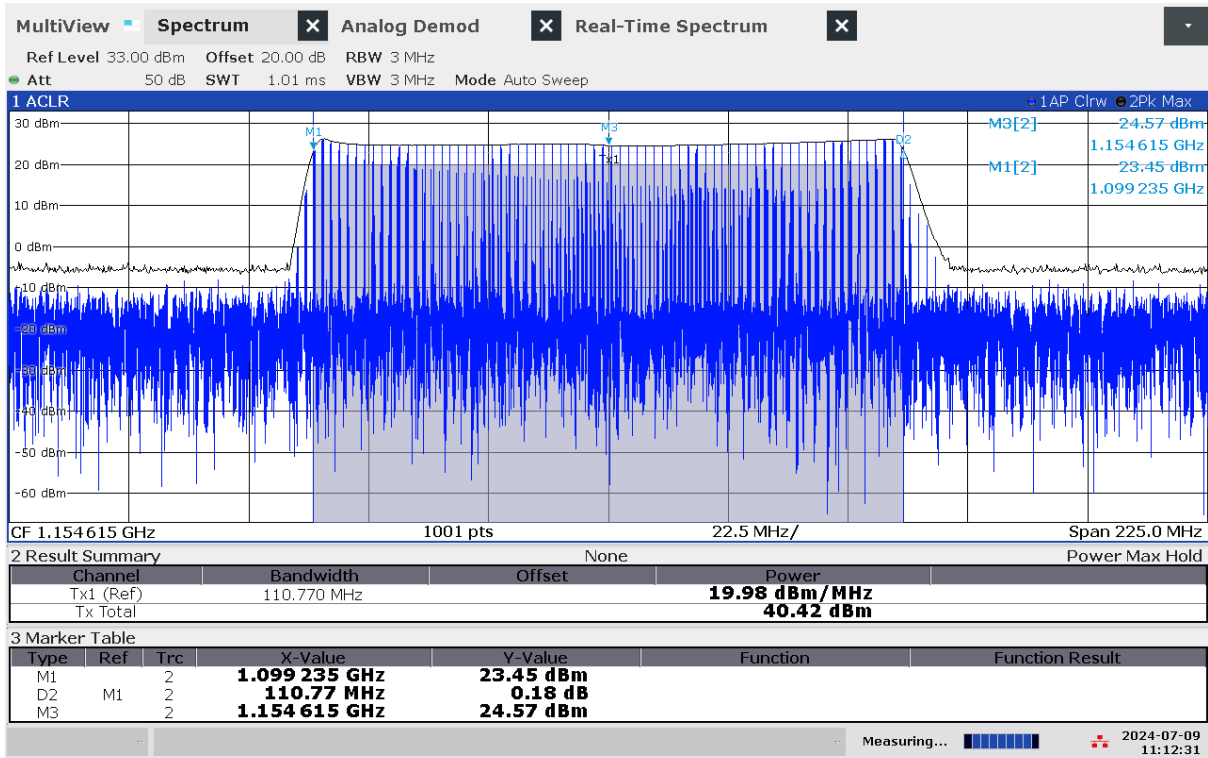 MultiView Spectrum X Analog Demod X Real-Time Spectrum X
Ref Level 33.00 dBm Offset 20.00 dB RBW 3 MHz
Att 50 dB SWT 1.01 ms VBW 3 MHz Mode Auto Sweep
1 ACLR 1AP Clrw 2Pk Max
30 dBm M1 M3 M3[2] 24.57 dBm
D2 1.154 615 GHz
20 dBm Tx1 M1[2] 23.45 dBm
1.099 235 GHz
10 dBm
0 dBm
-10 dBm
-20 dBm
-30 dBm
-40 dBm
-50 dBm
-60 dBm
CF 1.154 615 GHz 1001 pts 22.5 MHz/ Span 225.0 MHz
2 Result Summary None Power Max Hold
Channel Bandwidth Offset Power
Tx1 (Ref) 110.770 MHz 19.98 dBm/MHz
Tx Total 40.42 dBm
3 Marker Table
Type Ref Trc X-Value Y-Value Function Function Result
M1 2 1.099 235 GHz 23.45 dBm
D2 M1 2 110.77 MHz 0.18 dB
M3 2 1.154 615 GHz 24.57 dBm
Measuring... 2024-07-09
11:12:31